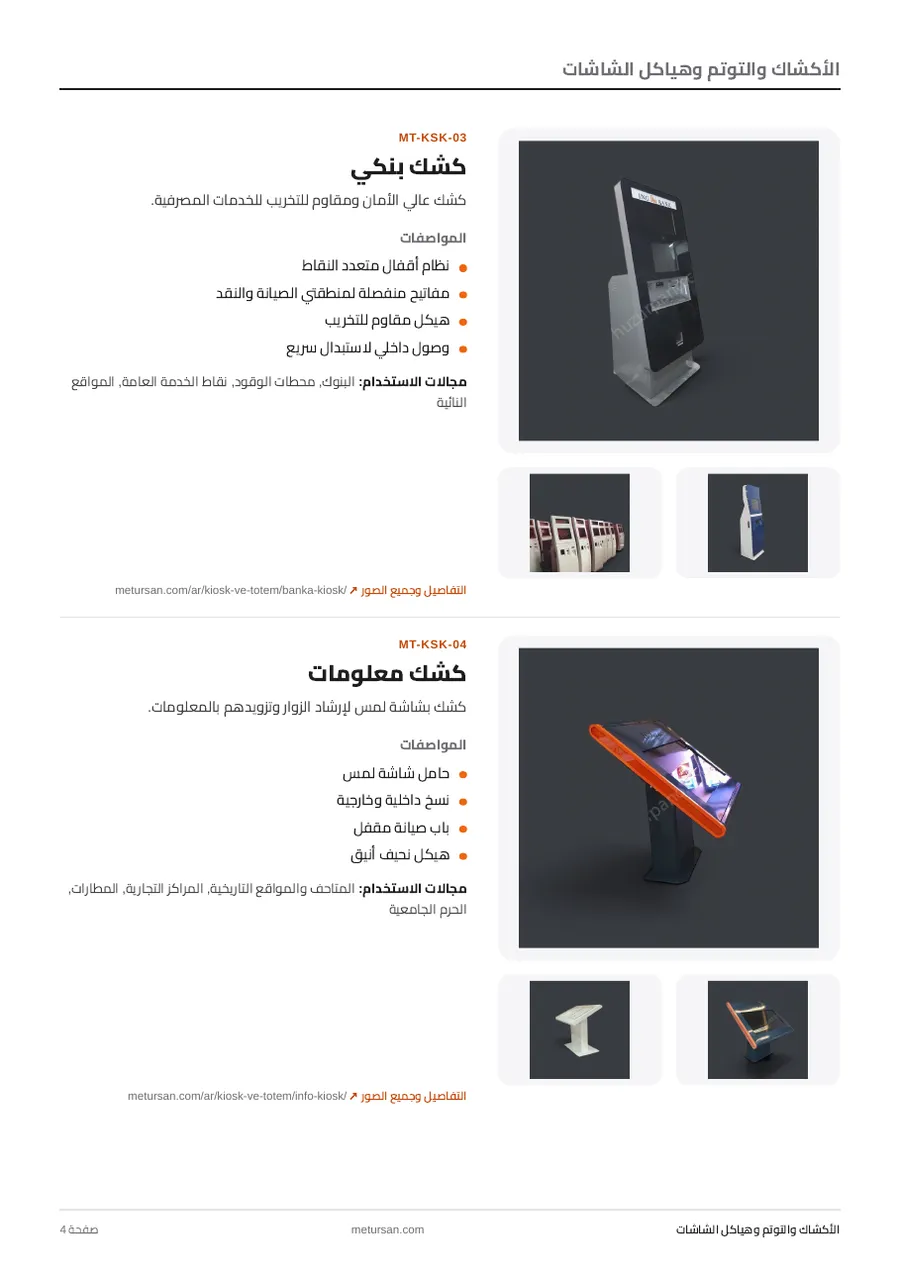 الأكشاك والتوتم وهياكل الشاشات
MT-KSK-03
كشك بنكي
كشك عالي الأمان ومقاوم للتخريب للخدمات المصرفية.
المواصفات
نظام أقفال متعدد النقاط
مفاتيح منفصلة لمنطقتي الصيانة والنقد
هيكل مقاوم للتخريب
وصول داخلي لاستبدال سريع
مجالات الاستخدام: البنوك, محطات الوقود, نقاط الخدمة العامة, المواقع
النائية
التفاصيل وجميع الصور ↗ metursan.com/ar/kiosk-ve-totem/banka-kiosk/
MT-KSK-04
كشك معلومات
كشك بشاشة لمس لإرشاد الزوار وتزويدهم بالمعلومات.
المواصفات
حامل شاشة لمس
نسخ داخلية وخارجية
باب صيانة مقفل
هيكل نحيف أنيق
مجالات الاستخدام: المتاحف والمواقع التاريخية, المراكز التجارية, المطارات,
الحرم الجامعية
التفاصيل وجميع الصور ↗ metursan.com/ar/kiosk-ve-totem/info-kiosk/
الأكشاك والتوتم وهياكل الشاشات
metursan.com
صفحة 4